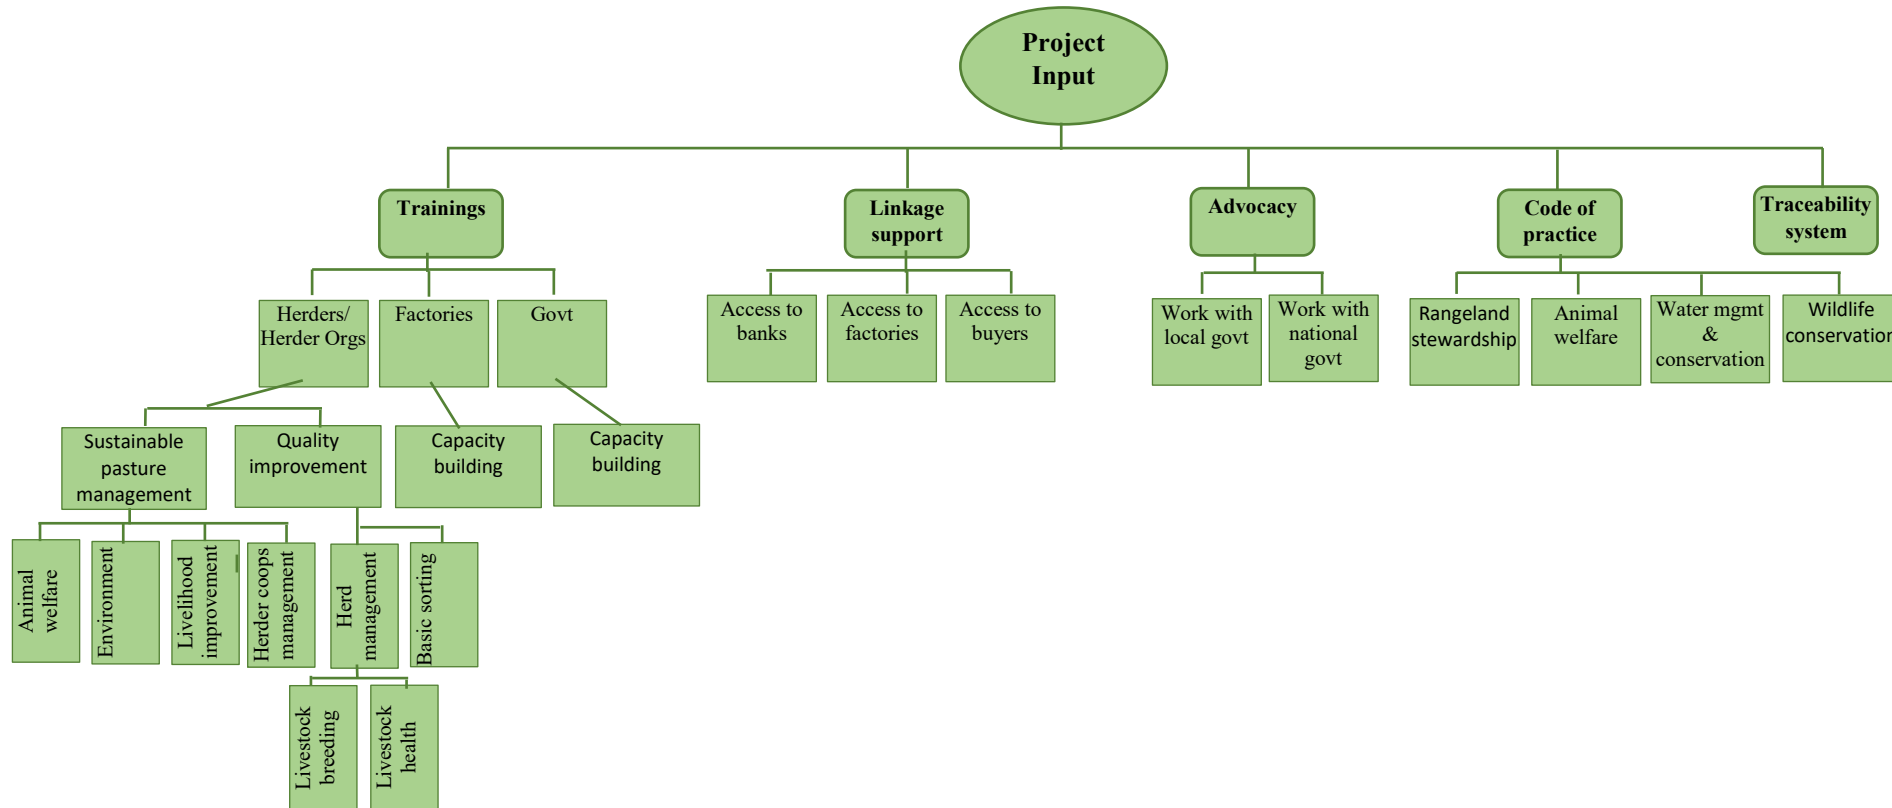 Project
Input
Trainings
Linkage
support
Advocacy
Code of
practice
Traceability
system
Herders/
Herder Orgs
Factories
Govt
Access to
banks
Access to
factories
Access to
buyers
Work with
local govt
Work with
national
govt
Rangeland
stewardship
Animal
welfare
Water mgmt
&
conservation
Wildlife
conservation
Sustainable
pasture
management
Quality
improvement
Capacity
building
Capacity
building
Animal
welfare
Environment
Livelihood
improvement
Herder coops
management
Herd
management
Basic sorting
Livestock
breeding
Livestock
health